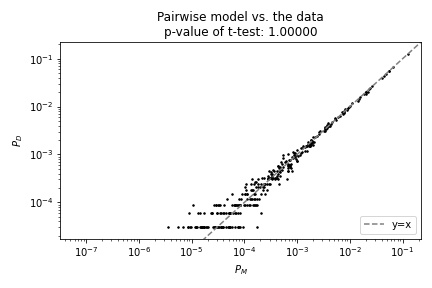 Pairwise model vs. the data
p-value of t-test: 1.00000
10⁻¹
10⁻²
10⁻³
10⁻⁴
P_D
y=x
10⁻⁷ 10⁻⁶ 10⁻⁵ 10⁻⁴ 10⁻³ 10⁻² 10⁻¹
P_M